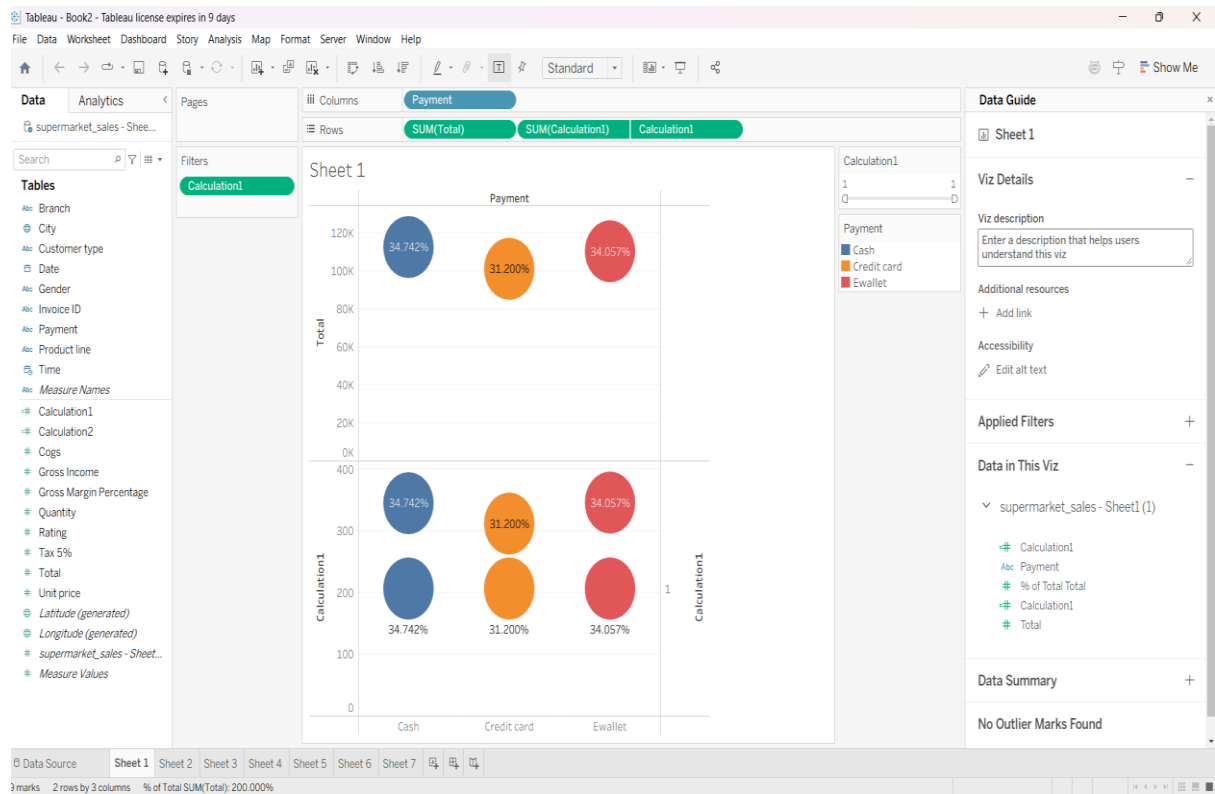 Tableau - Book2 - Tableau license expires in 9 days
File Data Worksheet Dashboard Story Analysis Map Format Server Window Help
Standard
Show Me
Data Analytics
supermarket_sales - Shee...
Search
Tables
Abc Branch
City
Abc Customer type
Date
Abc Gender
Abc Invoice ID
Abc Payment
Abc Product line
Time
Abc Measure Names
Calculation1
Calculation2
Cogs
Gross Income
Gross Margin Percentage
Quantity
Rating
Tax 5%
Total
Unit price
Latitude (generated)
Longitude (generated)
supermarket_sales - Sheet...
Measure Values
Pages
Filters
Calculation1
Columns
Payment
Rows
SUM(Total) SUM(Calculation1) Calculation1
Sheet 1
Payment
120K
100K
80K
60K
40K
20K
0K
Total
34.742%
31.200%
34.057%
400
300
200
100
0
Calculation1
34.742%
31.200%
34.057%
34.742% 31.200% 34.057%
1
Calculation1
Cash Credit card Ewallet
Calculation1
1 1
Payment
Cash
Credit card
Ewallet
Data Guide
Sheet 1
Viz Details
Viz description
Enter a description that helps users
understand this viz
Additional resources
Add link
Accessibility
Edit alt text
Applied Filters
Data in This Viz
supermarket_sales - Sheet1 (1)
Calculation1
Abc Payment
% of Total Total
Calculation1
Total
Data Summary
No Outlier Marks Found
Data Source Sheet 1 Sheet 2 Sheet 3 Sheet 4 Sheet 5 Sheet 6 Sheet 7
marks 2 rows by 3 columns % of Total SUM(Total): 200.000%